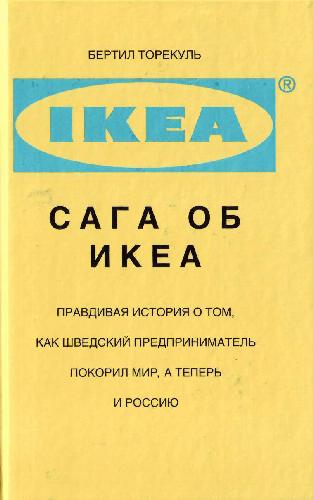 БЕРТИЛ ТОРЕКУЛЬ
IKEA®
САГА ОБ
ИКЕА
ПРАВДИВАЯ ИСТОРИЯ О ТОМ,
КАК ШВЕДСКИЙ ПРЕДПРИНИМАТЕЛЬ
ПОКОРИЛ МИР, А ТЕПЕРЬ
И РОССИЮ